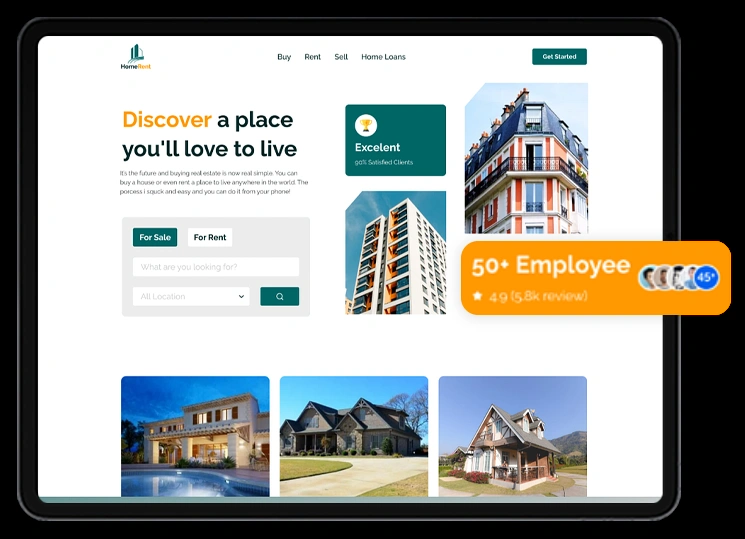 HomeRent
Buy Rent Sell Home Loans
Get Started
Discover a place
you'll love to live
It's the future and buying real estate is now real simple. You can
buy a house or even rent a place to live anywhere in the world. The
porcess i squck and easy and you can do it from your phone!
For Sale For Rent
What are you looking for?
All Location
Excelent
90% Satisfied Clients
50+ Employee
4.9 (5.8k review)
45+